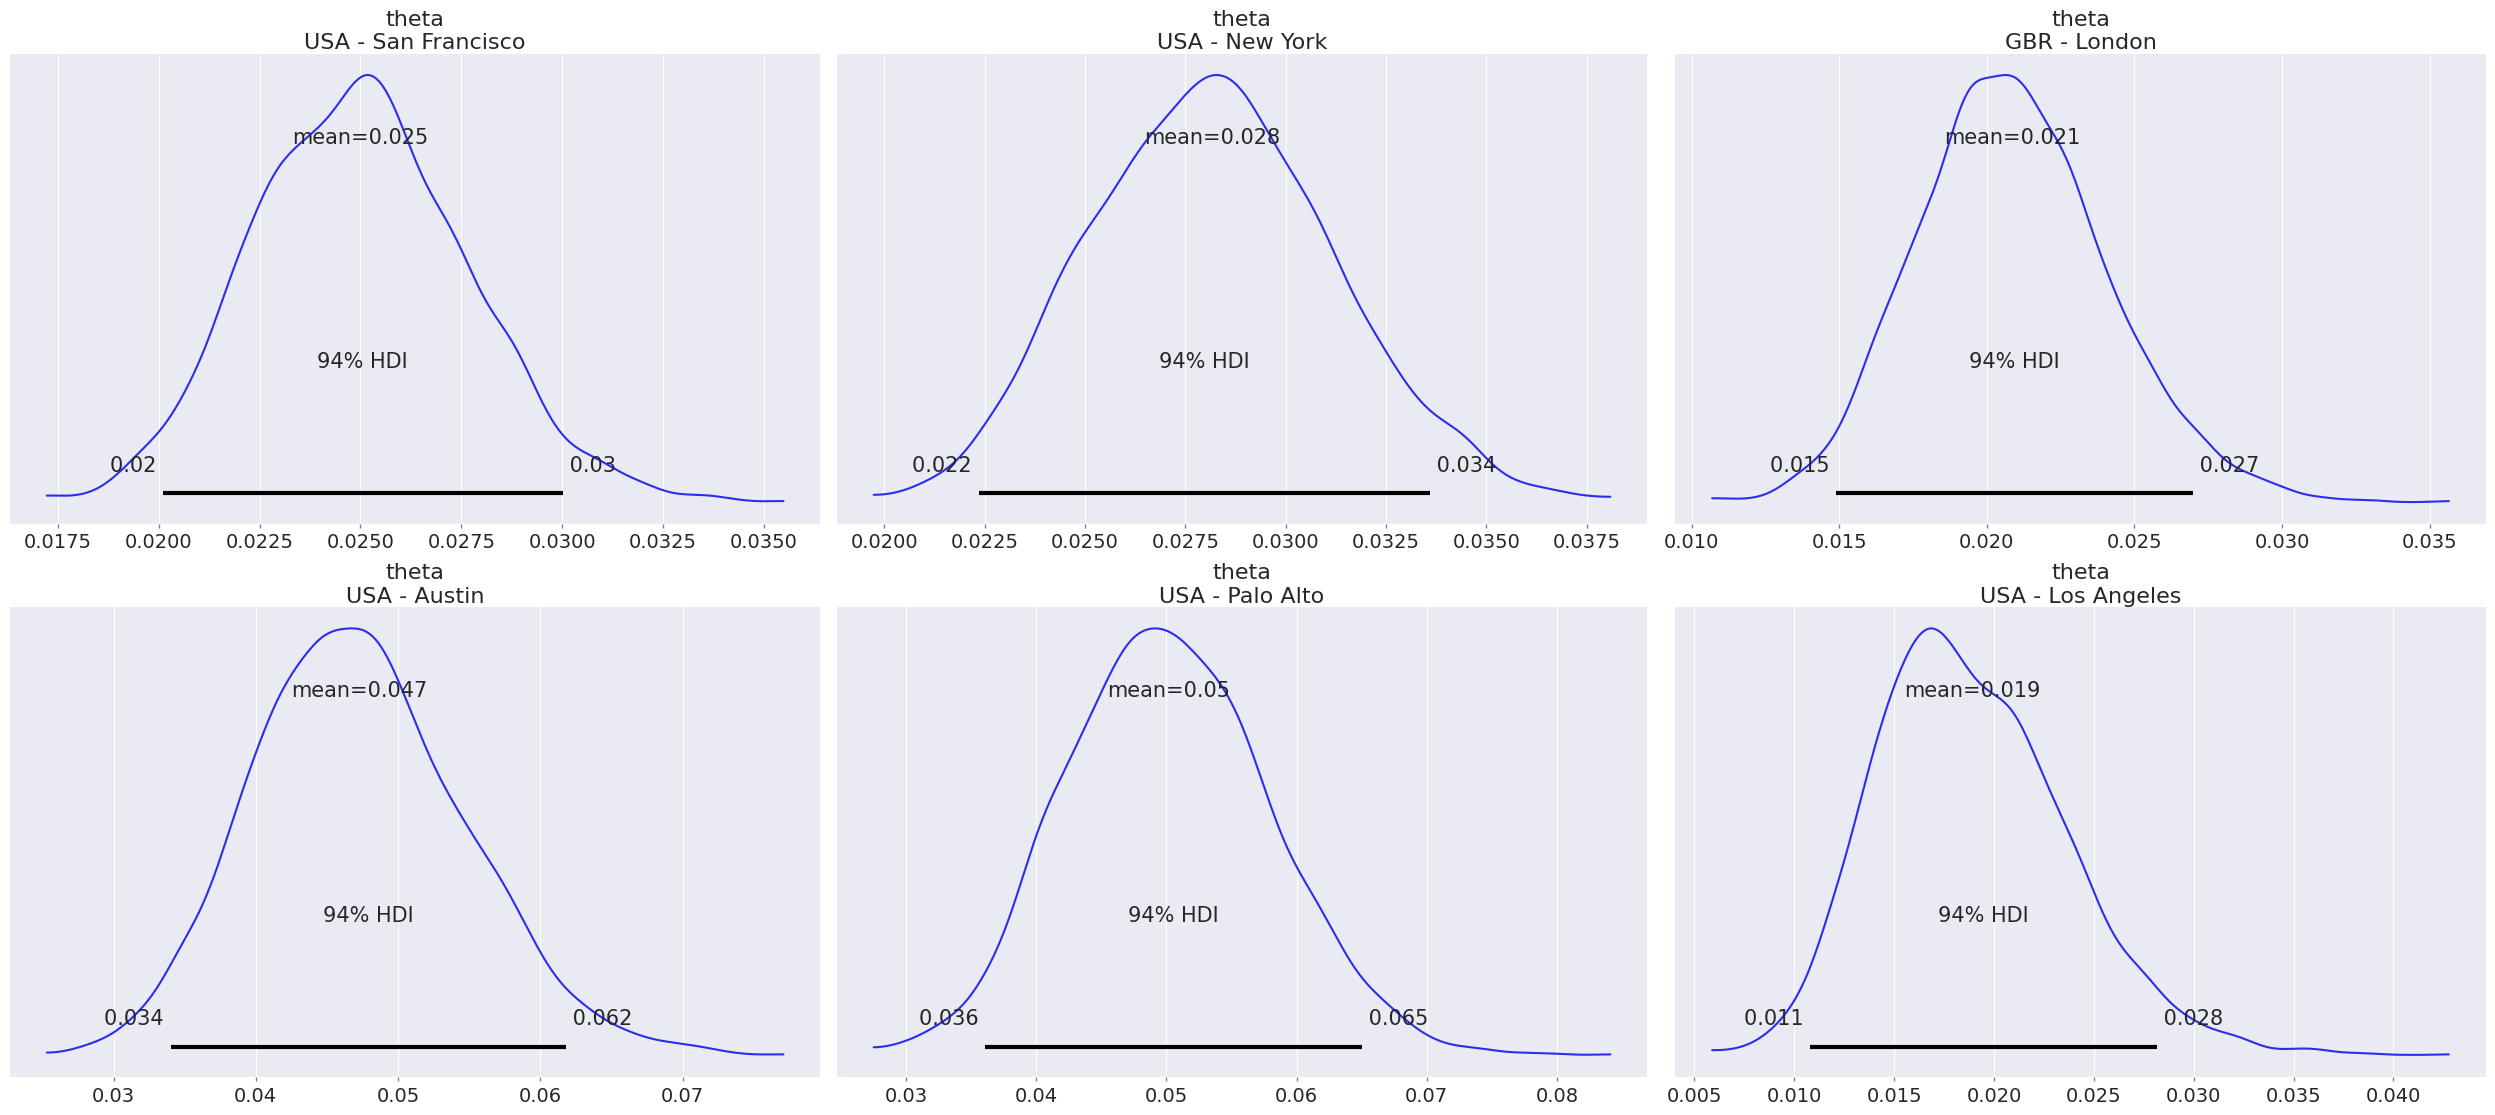 theta
USA - San Francisco
mean=0.025
94% HDI
0.02
0.03
0.0175 0.0200 0.0225 0.0250 0.0275 0.0300 0.0325 0.0350
theta
USA - New York
mean=0.028
94% HDI
0.022
0.034
0.0200 0.0225 0.0250 0.0275 0.0300 0.0325 0.0350 0.0375
theta
GBR - London
mean=0.021
94% HDI
0.015
0.027
0.010 0.015 0.020 0.025 0.030 0.035
theta
USA - Austin
mean=0.047
94% HDI
0.034
0.062
0.03 0.04 0.05 0.06 0.07
theta
USA - Palo Alto
mean=0.05
94% HDI
0.036
0.065
0.03 0.04 0.05 0.06 0.07 0.08
theta
USA - Los Angeles
mean=0.019
94% HDI
0.011
0.028
0.005 0.010 0.015 0.020 0.025 0.030 0.035 0.040